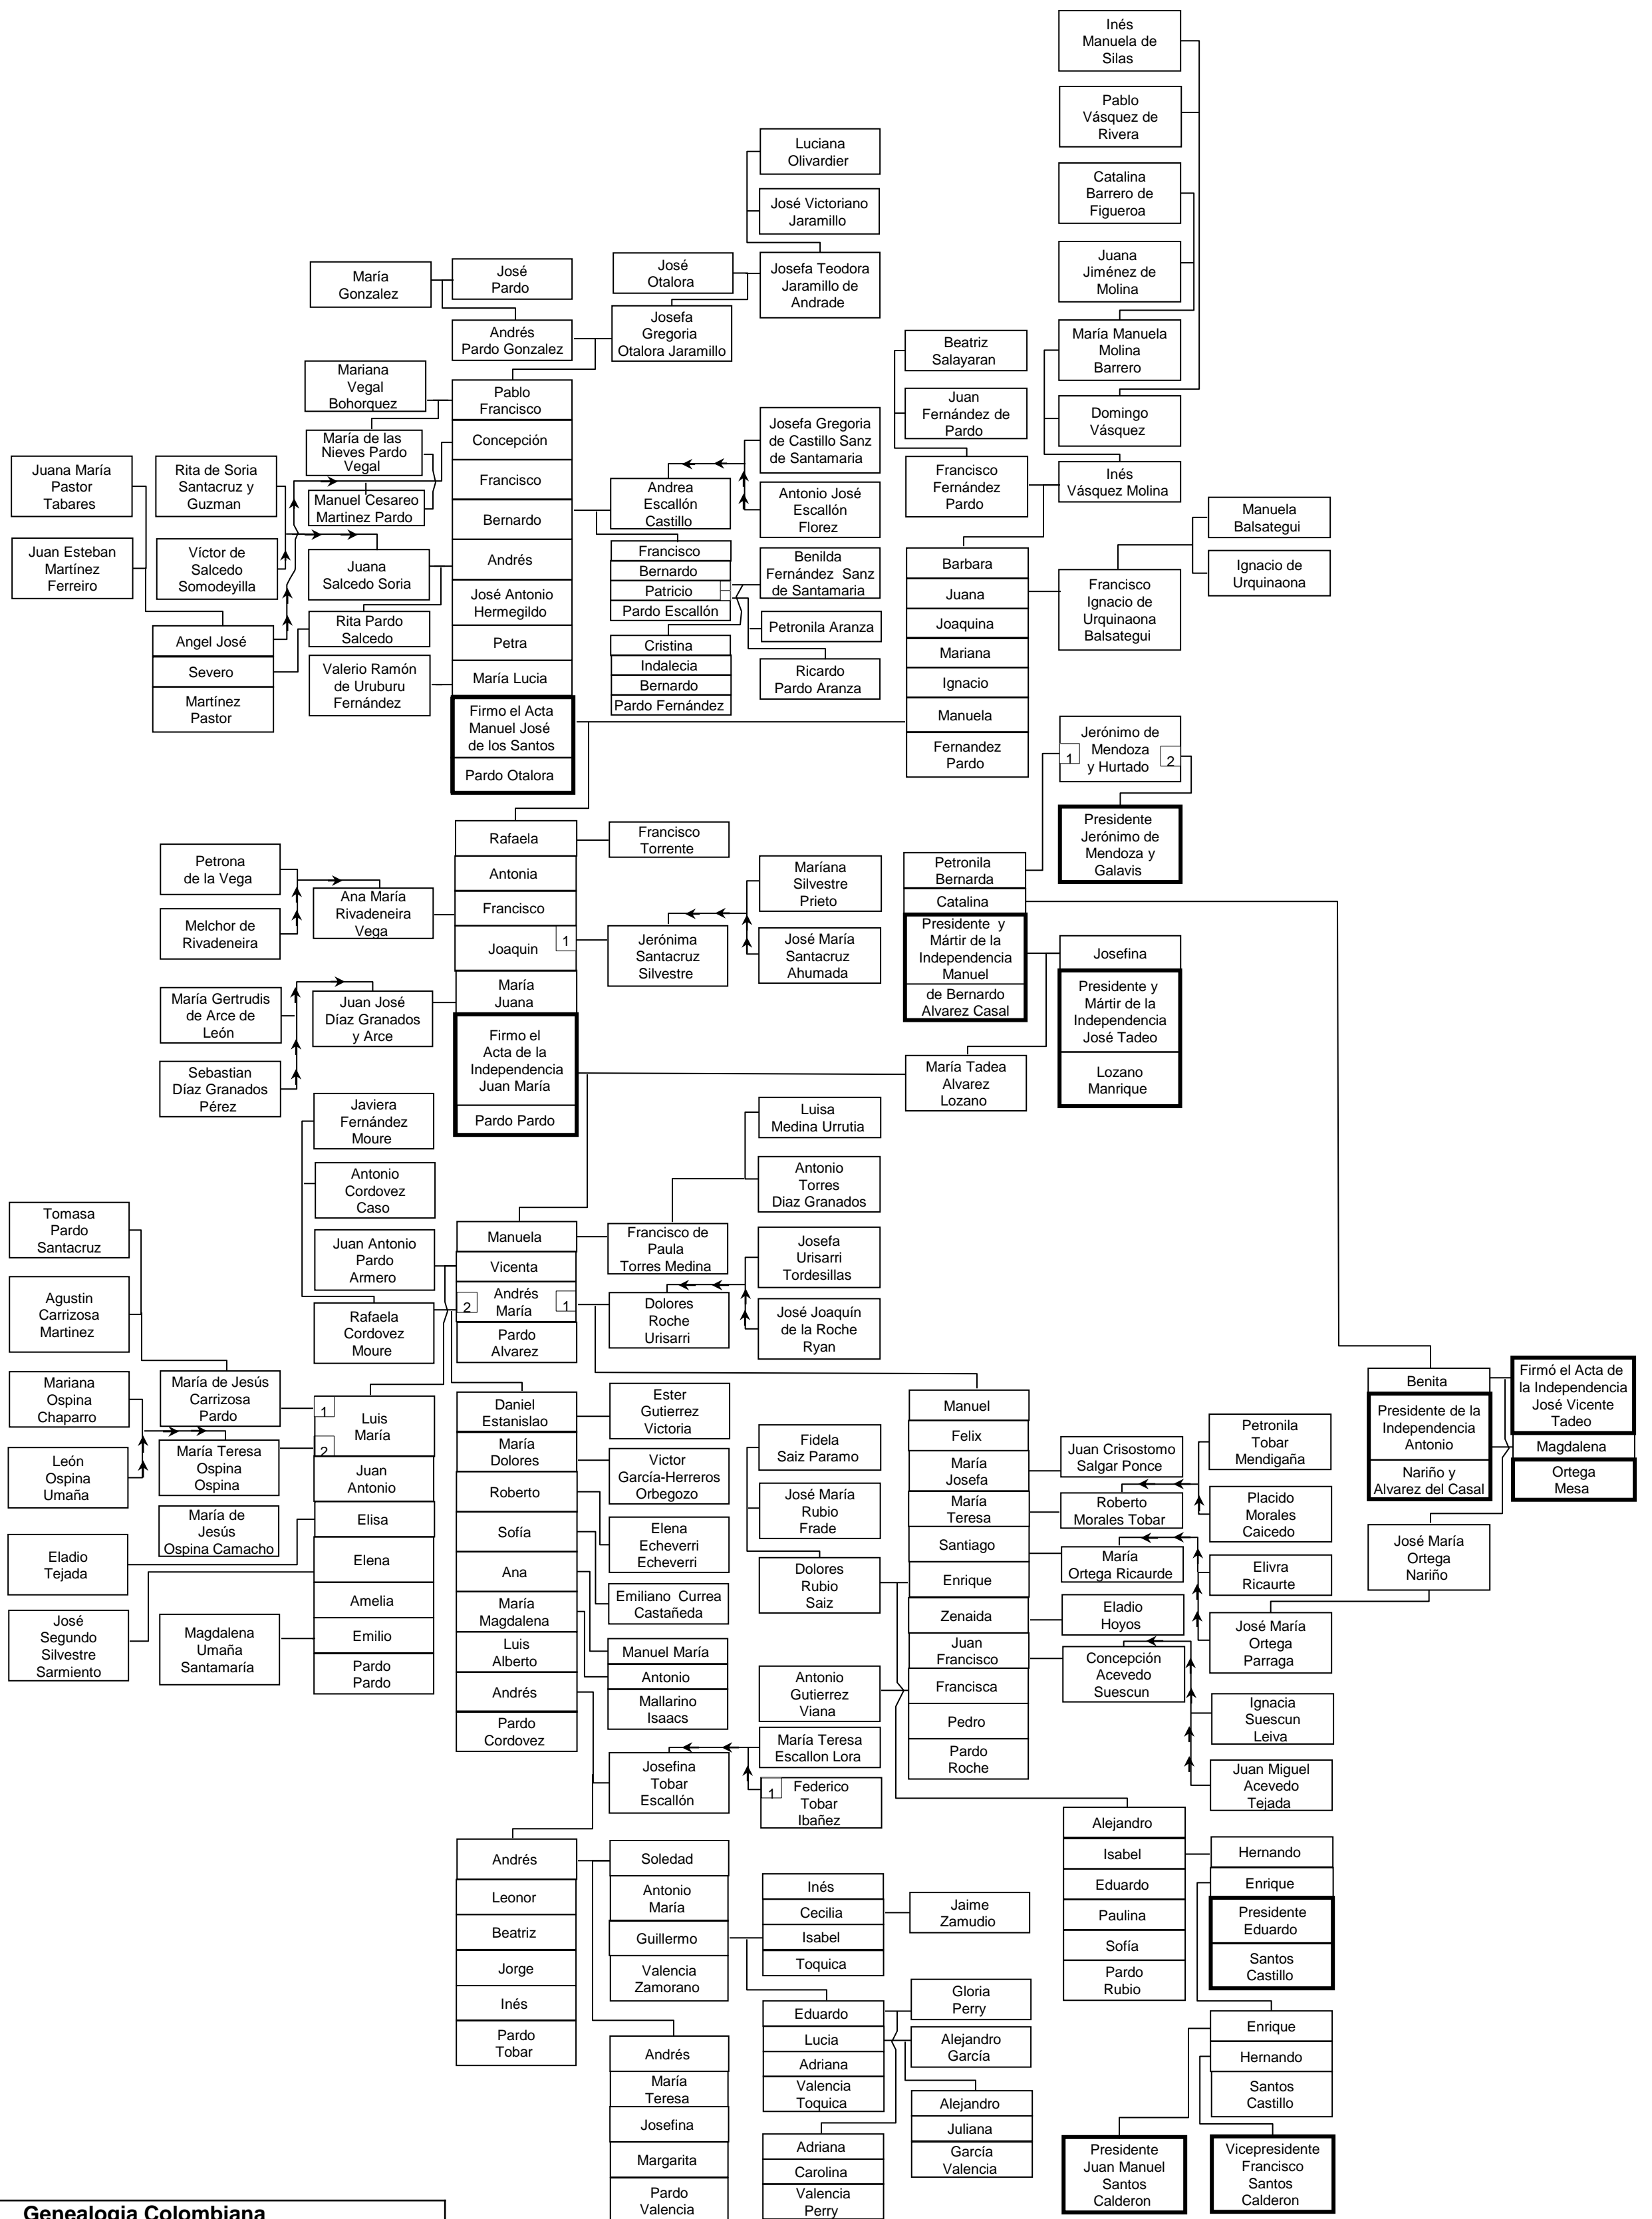 Inés
Manuela de
Silas
Pablo
Vásquez de
Rivera
Luciana
Olivardier
Catalina
Barrero de
Figueroa
José Victoriano
Jaramillo
Juana
Jiménez de
Molina
María
Gonzalez
José
Pardo
José
Otalora
Josefa Teodora
Jaramillo de
Andrade
Andrés
Pardo Gonzalez
Josefa
Gregoria
Otalora Jaramillo
Beatriz
Salayaran
María Manuela
Molina
Barrero
Mariana
Vegal
Bohorquez
Juan
Fernández de
Pardo
Domingo
Vásquez
Francisco
Fernández
Pardo
Inés
Vásquez Molina
Pablo
Francisco
Concepción
Francisco
Bernardo
Andrés
José Antonio
Hermegildo
Petra
María Lucia
Firmo el Acta
Manuel José
de los Santos
Pardo Otalora
María de las
Nieves Pardo
Vegal
Manuel Cesareo
Martinez Pardo
Juana María
Pastor
Tabares
Rita de Soria
Santacruz y
Guzman
Juan Esteban
Martínez
Ferreiro
Víctor de
Salcedo
Somodeyilla
Juana
Salcedo Soria
Angel José
Severo
Martínez
Pastor
Rita Pardo
Salcedo
Valerio Ramón
de Uruburu
Fernández
Josefa Gregoria
de Castillo Sanz
de Santamaria
Andrea
Escallón
Castillo
Antonio José
Escallón
Florez
Francisco
Bernardo
Patricio
Pardo Escallón
Benilda
Fernández  Sanz
de Santamaria
Petronila Aranza
Cristina
Indalecia
Bernardo
Pardo Fernández
Ricardo
Pardo Aranza
Barbara
Juana
Joaquina
Mariana
Ignacio
Manuela
Fernandez
Pardo
Francisco
Ignacio de
Urquinaona
Balsategui
Manuela
Balsategui
Ignacio de
Urquinaona
Jerónimo de
Mendoza
y Hurtado
1
2
Presidente
Jerónimo de
Mendoza y
Galavis
Rafaela
Antonia
Francisco
Joaquin
1
María
Juana
Firmo el
Acta de la
Independencia
Juan María
Pardo Pardo
Francisco
Torrente
Petrona
de la Vega
Melchor de
Rivadeneira
Ana María
Rivadeneira
Vega
Maríana
Silvestre
Prieto
Jerónima
Santacruz
Silvestre
José María
Santacruz
Ahumada
María Gertrudis
de Arce de
León
Juan José
Díaz Granados
y Arce
Sebastian
Díaz Granados
Pérez
Petronila
Bernarda
Catalina
Presidente  y
Mártir de la
Independencia
Manuel
de Bernardo
Alvarez Casal
Josefina
Presidente y
Mártir de la
Independencia
José Tadeo
Lozano
Manrique
María Tadea
Alvarez
Lozano
Javiera
Fernández
Moure
Antonio
Cordovez
Caso
Juan Antonio
Pardo
Armero
Rafaela
Cordovez
Moure
Luisa
Medina Urrutia
Antonio
Torres
Diaz Granados
Manuela
Vicenta
2
Andrés
María
1
Pardo
Alvarez
Francisco de
Paula
Torres Medina
Josefa
Urisarri
Tordesillas
Dolores
Roche
Urisarri
José Joaquín
de la Roche
Ryan
Tomasa
Pardo
Santacruz
Agustin
Carrizosa
Martinez
Mariana
Ospina
Chaparro
María de Jesús
Carrizosa
Pardo
León
Ospina
Umaña
María Teresa
Ospina
Ospina
María de
Jesús
Ospina Camacho
Eladio
Tejada
José
Segundo
Silvestre
Sarmiento
Magdalena
Umaña
Santamaría
1
Luis
María
2
Juan
Antonio
Elisa
Elena
Amelia
Emilio
Pardo
Pardo
Daniel
Estanislao
María
Dolores
Roberto
Sofía
Ana
María
Magdalena
Luis
Alberto
Andrés
Pardo
Cordovez
Ester
Gutierrez
Victoria
Victor
García-Herreros
Orbegozo
Elena
Echeverri
Echeverri
Emiliano  Currea
Castañeda
Manuel María
Antonio
Mallarino
Isaacs
Josefina
Tobar
Escallón
María Teresa
Escallon Lora
1
Federico
Tobar
Ibañez
Fidela
Saiz Paramo
José María
Rubio
Frade
Dolores
Rubio
Saiz
Antonio
Gutierrez
Viana
Manuel
Felix
María
Josefa
María
Teresa
Santiago
Enrique
Zenaida
Juan
Francisco
Francisca
Pedro
Pardo
Roche
Juan Crisostomo
Salgar Ponce
Roberto
Morales Tobar
María
Ortega Ricaurde
Eladio
Hoyos
Concepción
Acevedo
Suescun
Petronila
Tobar
Mendigaña
Placido
Morales
Caicedo
Elivra
Ricaurte
José María
Ortega
Parraga
Ignacia
Suescun
Leiva
Juan Miguel
Acevedo
Tejada
Benita
Presidente de la
Independencia
Antonio
Nariño y
Alvarez del Casal
Firmó el Acta de
la Independencia
José Vicente
Tadeo
Magdalena
Ortega
Mesa
José María
Ortega
Nariño
Andrés
Leonor
Beatriz
Jorge
Inés
Pardo
Tobar
Soledad
Antonio
María
Guillermo
Valencia
Zamorano
Inés
Cecilia
Isabel
Toquica
Jaime
Zamudio
Eduardo
Lucia
Adriana
Valencia
Toquica
Gloria
Perry
Alejandro
García
Alejandro
Juliana
García
Valencia
Andrés
María
Teresa
Josefina
Margarita
Pardo
Valencia
Adriana
Carolina
Valencia
Perry
Alejandro
Isabel
Eduardo
Paulina
Sofía
Pardo
Rubio
Hernando
Enrique
Presidente
Eduardo
Santos
Castillo
Enrique
Hernando
Santos
Castillo
Presidente
Juan Manuel
Santos
Calderon
Vicepresidente
Francisco
Santos
Calderon
Genealogia Colombiana